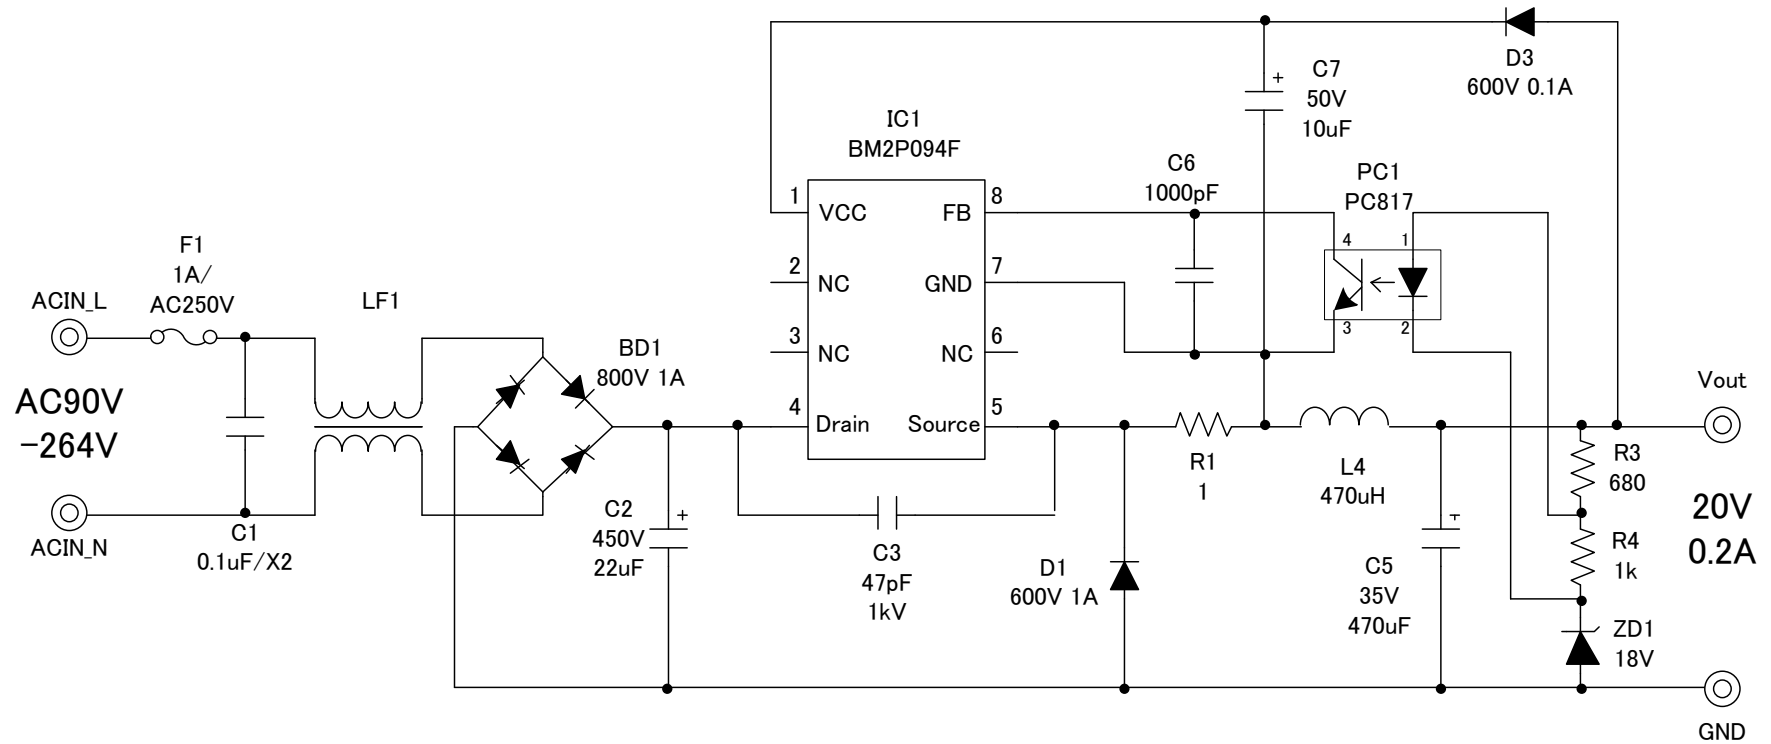 D3
600V 0.1A
C7
50V
10uF
+
IC1
BM2P094F
C6
1000pF
PC1
PC817
1
VCC
FB
8
2
NC
GND
7
3
NC
NC
6
4
Drain
Source
5
4
1
3
2
F1
1A/
AC250V
ACIN_L
LF1
BD1
800V 1A
AC90V
-264V
Vout
R1
1
L4
470uH
R3
680
20V
0.2A
C2
450V
22uF
+
ACIN_N
C1
0.1uF/X2
C3
47pF
1kV
D1
600V 1A
+
C5
35V
470uF
R4
1k
ZD1
18V
GND